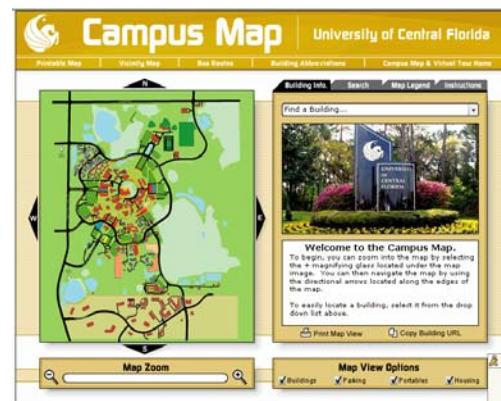 Campus Map
University of Central Florida
Printable Map
Vicinity Map
Bus Routes
Building Abbreviations
Campus Map & Virtual Tour Home
N
Building Info.
Search
Map Legend
Instructions
Find a Building...
UNIVERSITY
OF
CENTRAL
FLORIDA
W
E
Welcome to the Campus Map.
To begin, you can zoom into the map by selecting
the + magnifying glass located under the map
image. You can then navigate the map by using
the directional arrows located along the edges of
the map.
To easily locate a building, select it from the drop
down list above.
Print Map View
Copy Building URL
S
Map Zoom
Map View Options
Buildings
Parking
Portables
Housing